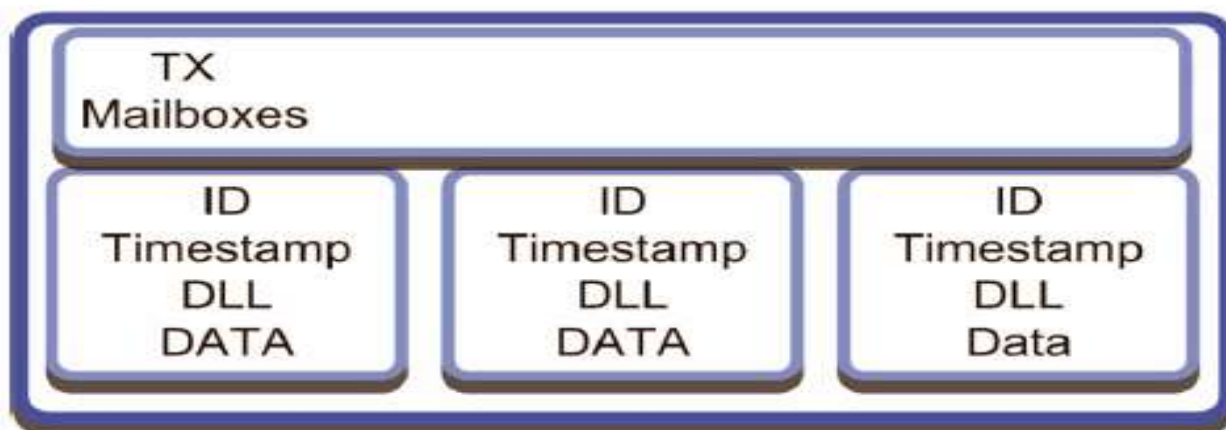 TX
Mailboxes
ID
Timestamp
DLL
DATA
ID
Timestamp
DLL
DATA
ID
Timestamp
DLL
Data